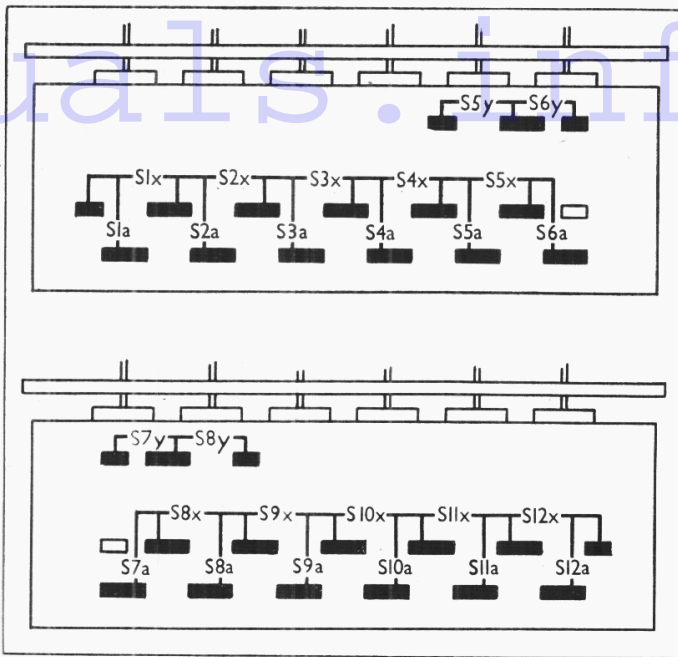 uals.inf
S5y S6y
S1x S2x S3x S4x S5x
S1a S2a S3a S4a S5a S6a
S7y S8y
S8x S9x S10x S11x S12x
S7a S8a S9a S10a S11a S12a